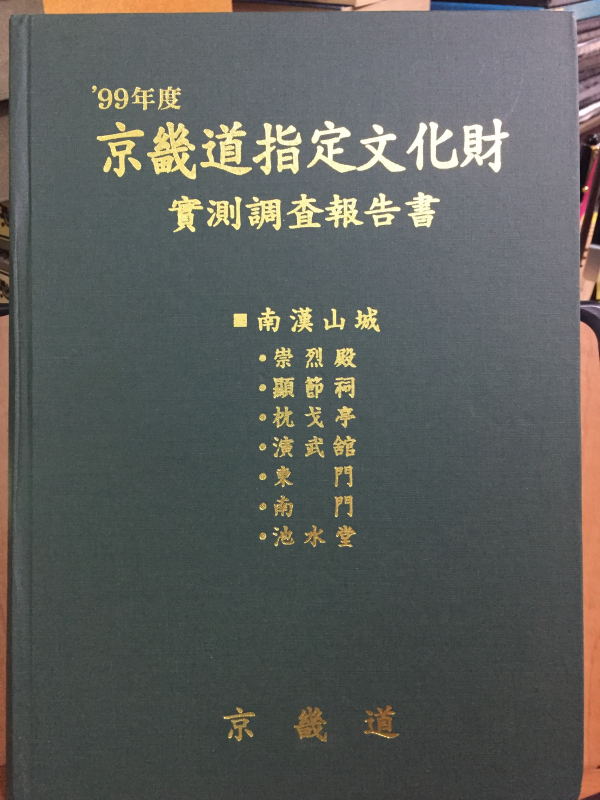 '99年度
京畿道指定文化財
實測調査報告書
■ 南漢山城
• 崇烈殿
• 顯節祠
• 枕戈亭
• 演武舘
• 東 門
• 南 門
• 池水堂
京 畿 道